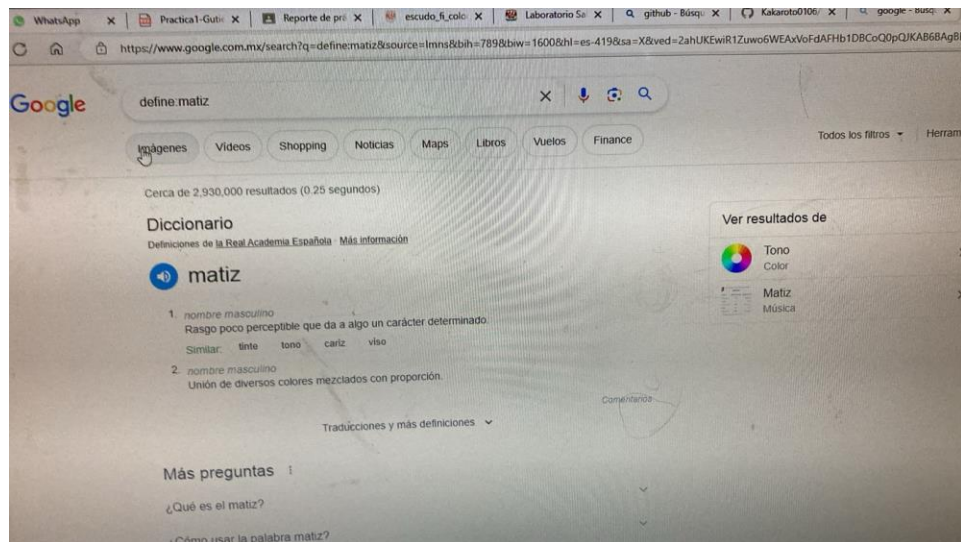 WhatsApp
Practica1-Guti
Reporte de prá
escudo_fi_colo
Laboratorio Sa
github - Búsqu
Kakaroto0106/
google - Búsq
https://www.google.com.mx/search?q=define:matiz&source=lmns&bih=789&biw=1600&hl=es-419&sa=X&ved=
Google
define:matiz
Imágenes Videos Shopping Noticias Maps Libros Vuelos Finance
Todos los filtros Herram
Cerca de 2,930,000 resultados (0.25 segundos)
Diccionario
Definiciones de la Real Academia Española · Más información
matiz
1. nombre masculino
Rasgo poco perceptible que da a algo un carácter determinado.
Similar: tinte tono cariz viso
2. nombre masculino
Unión de diversos colores mezclados con proporción.
Comentarios
Traducciones y más definiciones
Más preguntas
¿Qué es el matiz?
¿Cómo usar la palabra matiz?
Ver resultados de
Tono
Color
Matiz
Música